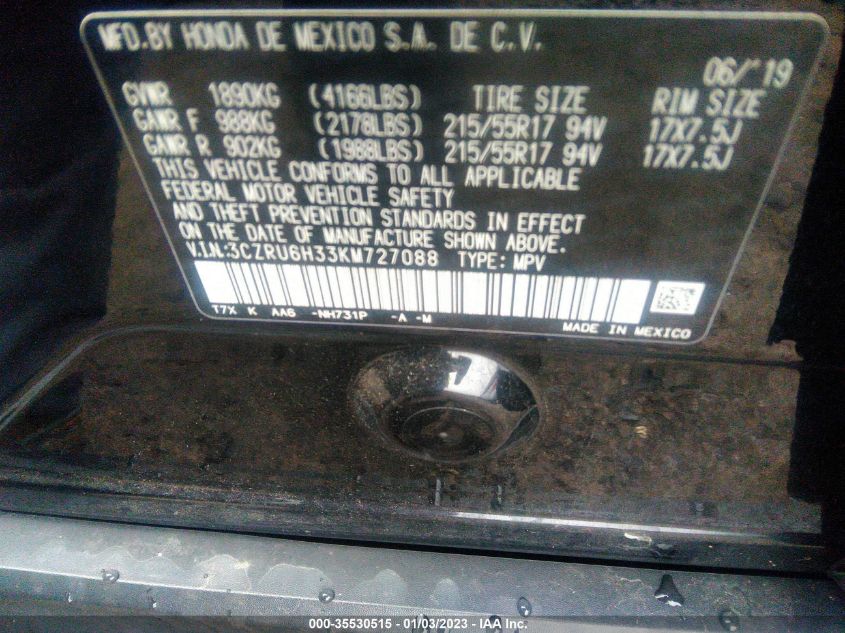 MFD.BY HONDA DE MEXICO S.A. DE C.V.
06/19
GVWR 1890KG (4166LBS) TIRE SIZE RIM SIZE
GAWR F 988KG (2178LBS) 215/55R17 94V 17X7.5J
GAWR R 902KG (1988LBS) 215/55R17 94V 17X7.5J
THIS VEHICLE CONFORMS TO ALL APPLICABLE
FEDERAL MOTOR VEHICLE SAFETY
AND THEFT PREVENTION STANDARDS IN EFFECT
ON THE DATE OF MANUFACTURE SHOWN ABOVE.
V.I.N:3CZRU6H33KM727088 TYPE: MPV
T7X K AA6 -NH731P -A -M
MADE IN MEXICO
000-35530515 - 01/03/2023 - © IAA Inc.